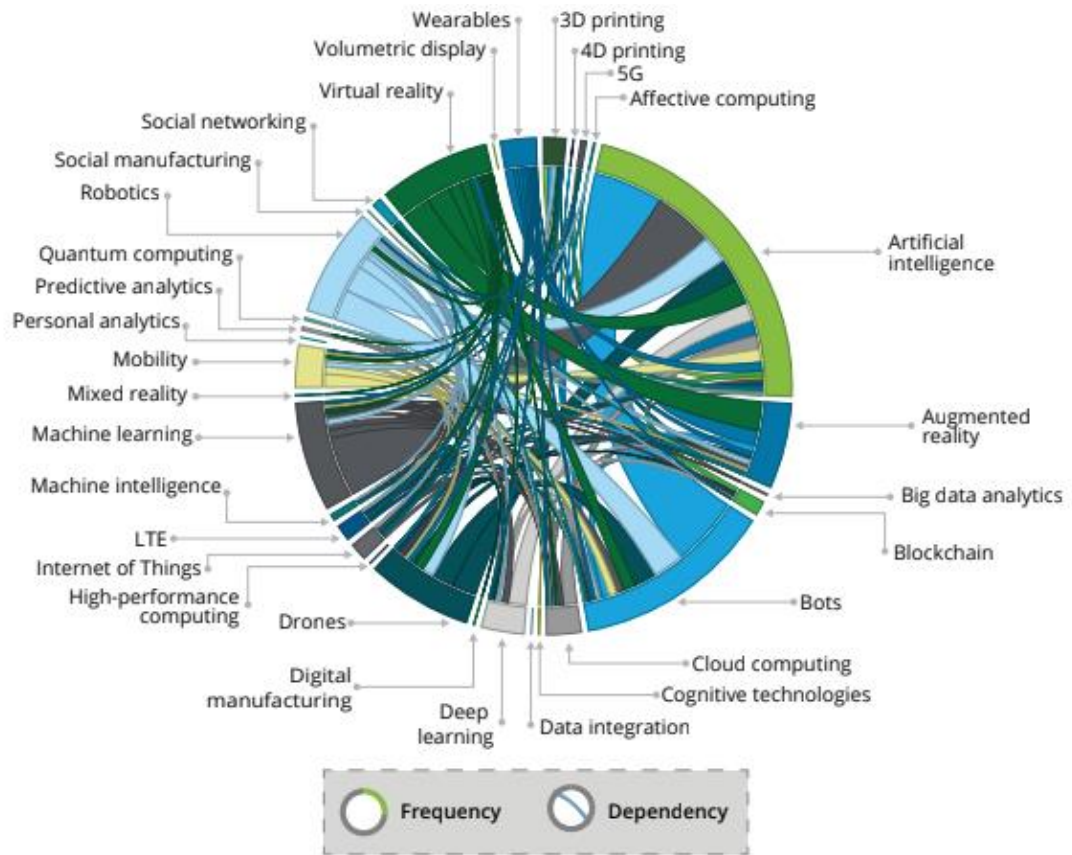 Wearables
3D printing
Volumetric display
4D printing
5G
Virtual reality
Affective computing
Social networking
Social manufacturing
Robotics
Artificial
intelligence
Quantum computing
Predictive analytics
Personal analytics
Mobility
Mixed reality
Augmented
reality
Machine learning
Machine intelligence
Big data analytics
LTE
Blockchain
Internet of Things
High-performance
computing
Bots
Drones
Cloud computing
Digital
manufacturing
Cognitive technologies
Deep
learning
Data integration
Frequency
Dependency